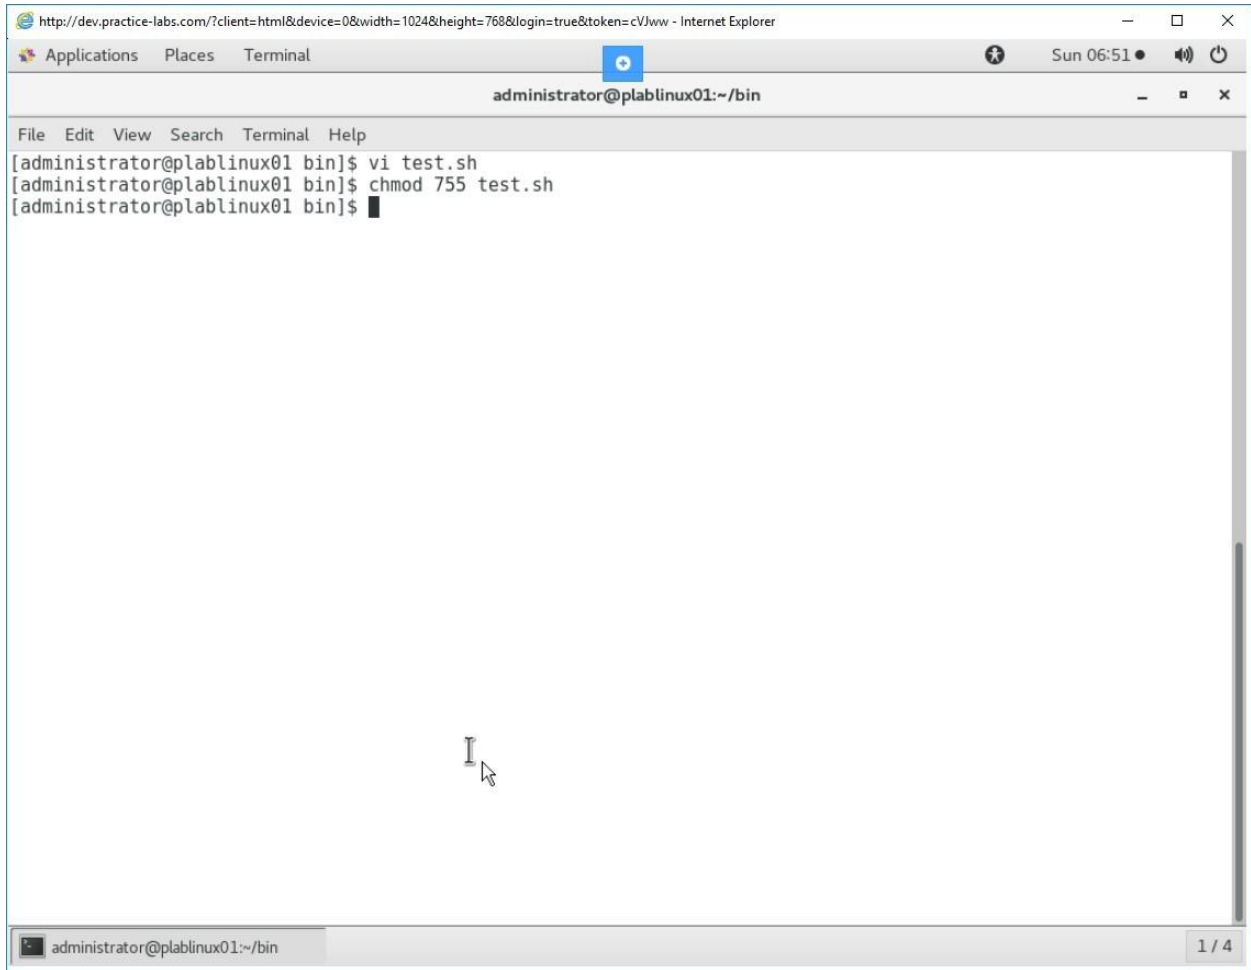 http://dev.practice-labs.com/?client=html&device=0&width=1024&height=768&login=true&token=cVJww - Internet Explorer
Applications Places Terminal Sun 06:51
administrator@plablinux01:~/bin
File Edit View Search Terminal Help
[administrator@plablinux01 bin]$ vi test.sh
[administrator@plablinux01 bin]$ chmod 755 test.sh
[administrator@plablinux01 bin]$
administrator@plablinux01:~/bin 1 / 4